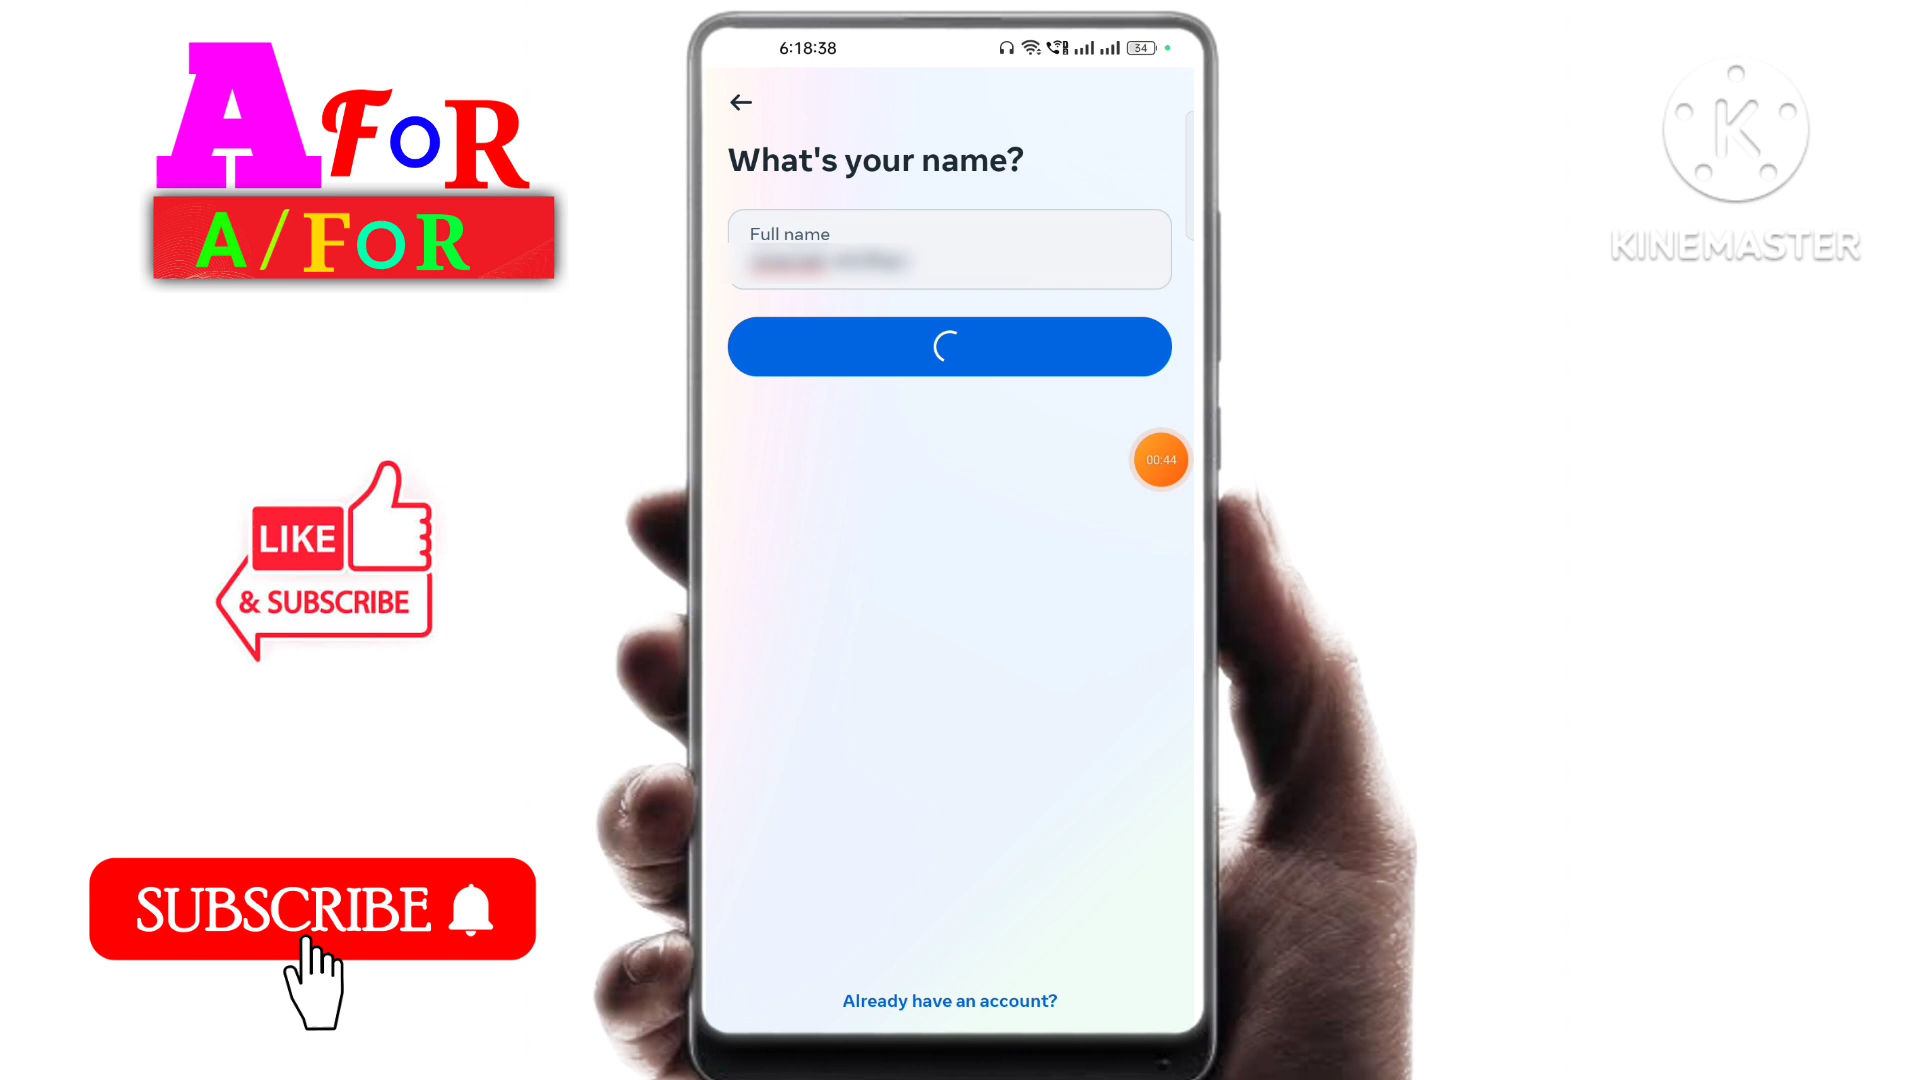 A FoR
A/FoR
LIKE
& SUBSCRIBE
SUBSCRIBE
6:18:38
34
What's your name?
Full name
00:44
Already have an account?
K
KINEMASTER